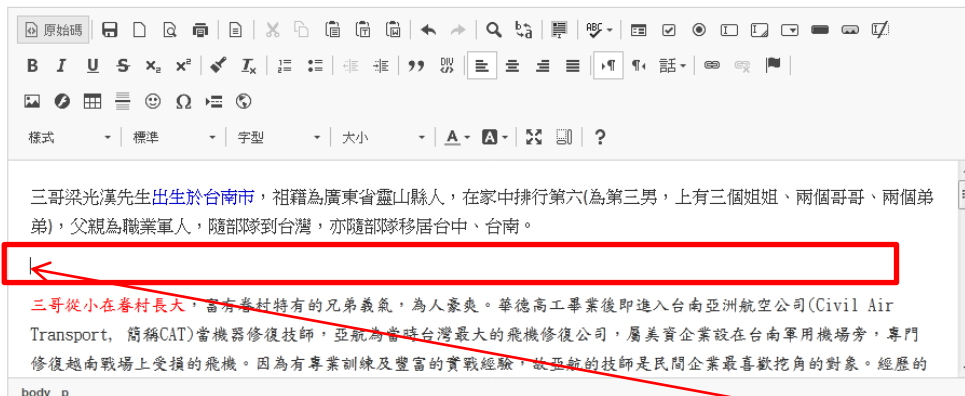 原始碼
B I U S x₂ x² Iₓ
¶ ¶ 話
Ω
樣式 標準 字型 大小 A A ?
三哥梁光漢先生出生於台南市，祖籍為廣東省靈山縣人，在家中排行第六(為第三男，上有三個姐姐、兩個哥哥、兩個弟
弟)，父親為職業軍人，隨部隊到台灣，亦隨部隊移居台中、台南。
三哥從小在眷村長大，富有眷村特有的兄弟義氣，為人豪爽。華德高工畢業後即進入台南亞洲航空公司(Civil Air
Transport, 簡稱CAT)當機器修復技師，亞航為當時台灣最大的飛機修復公司，屬美資企業設在台南軍用機場旁，專門
修復越南戰場上受損的飛機。因為有專業訓練及豐富的實戰經驗，故亞航的技師是民間企業最喜歡挖角的對象。經歷的
body p